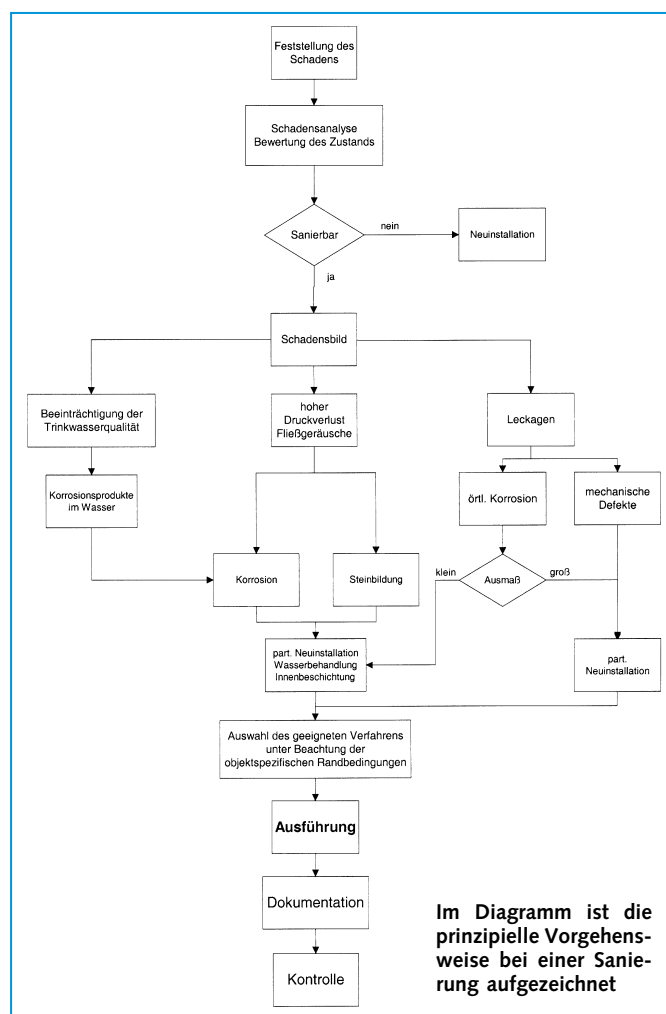 Feststellung des
Schadens
Schadensanalyse
Bewertung des Zustands
Sanierbar
nein
Neuinstallation
ja
Schadensbild
Beeinträchtigung der
Trinkwasserqualität
hoher
Druckverlust
Fließgeräusche
Leckagen
Korrosionsprodukte
im Wasser
örtl. Korrosion
mechanische
Defekte
Korrosion
Steinbildung
klein
Ausmaß
groß
part. Neuinstallation
Wasserbehandlung
Innenbeschichtung
part.
Neuinstallation
Auswahl des geeigneten Verfahrens
unter Beachtung der
objektspezifischen Randbedingungen
Ausführung
Dokumentation
Kontrolle
Im Diagramm ist die
prinzipielle Vorgehens-
weise bei einer Sanie-
rung aufgezeichnet